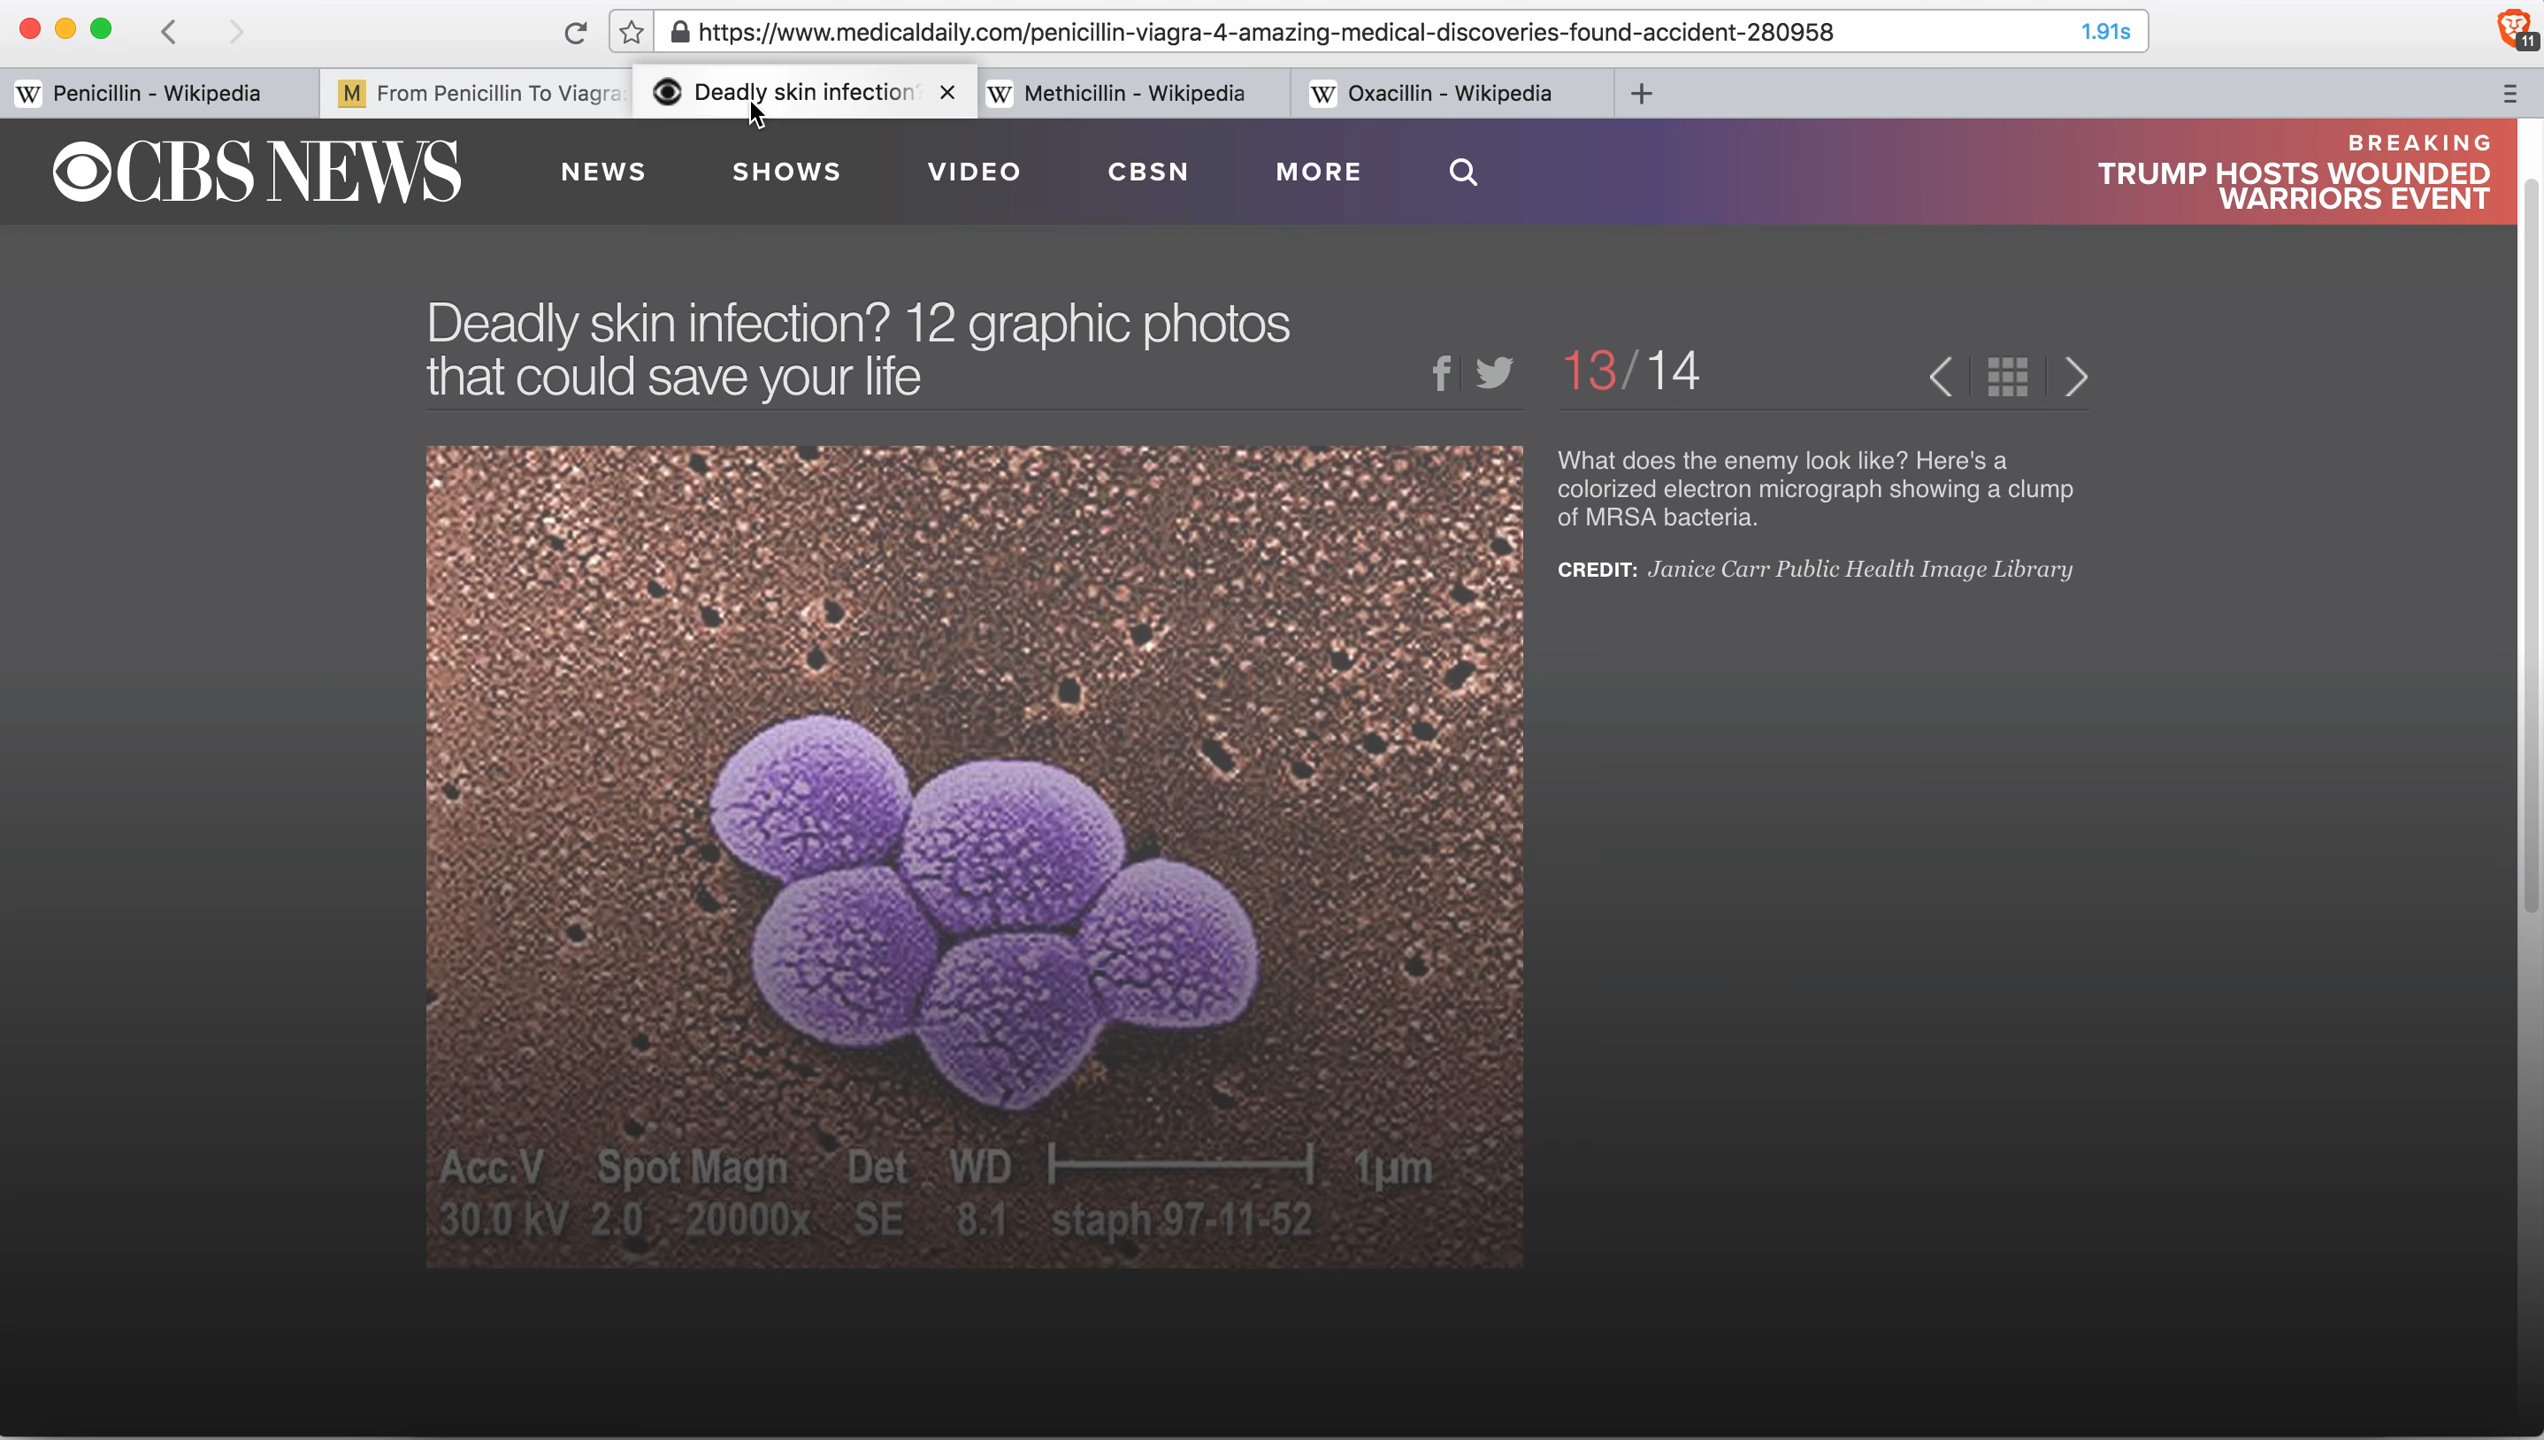 https://www.medicaldaily.com/penicillin-viagra-4-amazing-medical-discoveries-found-accident-280958
1.91s
11
W Penicillin - Wikipedia
M From Penicillin To Viagra:
Deadly skin infection?
W Methicillin - Wikipedia
W Oxacillin - Wikipedia
CBS NEWS
NEWS
SHOWS
VIDEO
CBSN
MORE
BREAKING
TRUMP HOSTS WOUNDED
WARRIORS EVENT
Deadly skin infection? 12 graphic photos
that could save your life
13/14
What does the enemy look like? Here's a
colorized electron micrograph showing a clump
of MRSA bacteria.
CREDIT: Janice Carr Public Health Image Library
Acc.V Spot Magn Det WD 1µm
30.0 kV 2.0 20000x SE 8.1 staph 97-11-52